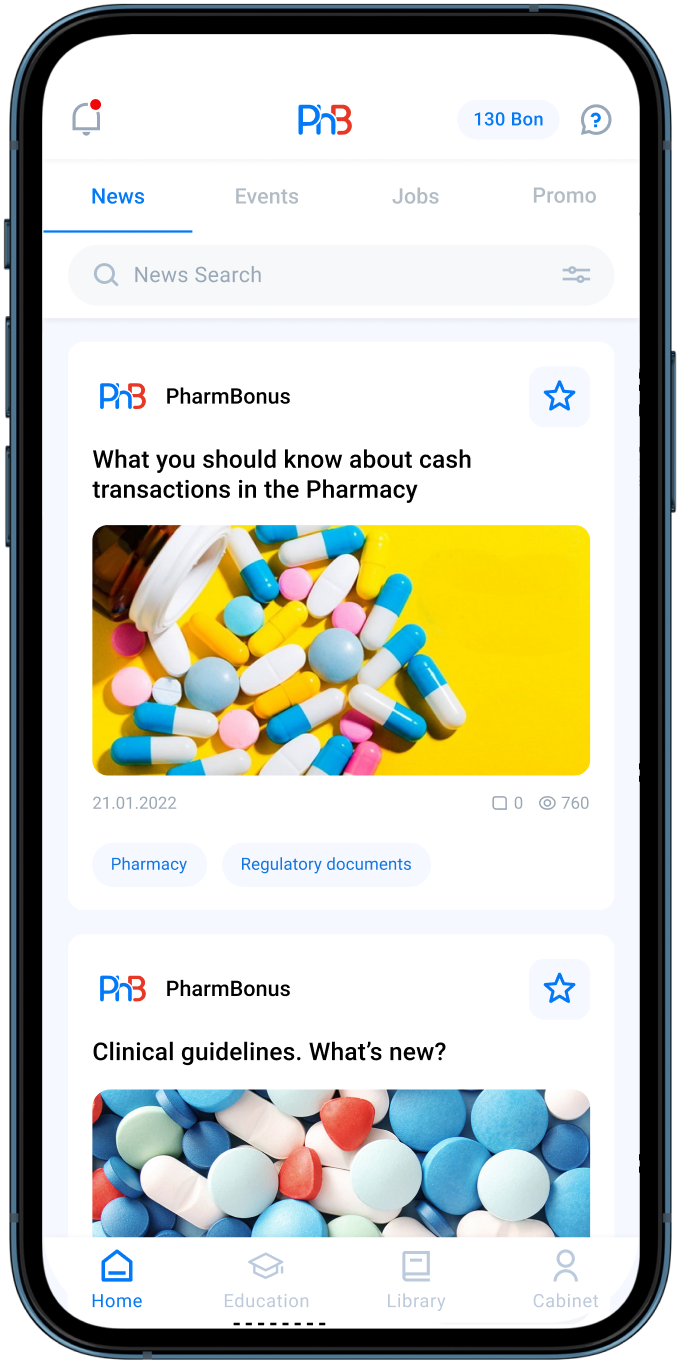 PhB
130 Bon
News
Events
Jobs
Promo
News Search
PhB
PharmBonus
What you should know about cash
transactions in the Pharmacy
21.01.2022
0
760
Pharmacy
Regulatory documents
PhB
PharmBonus
Clinical guidelines. What’s new?
Home
Education
Library
Cabinet